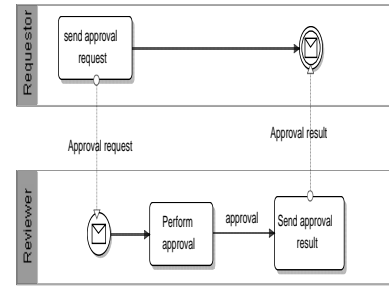 Requestor
send approval
request
Approval request
Approval result
Reviewer
Perform
approval
approval
Send approval
result